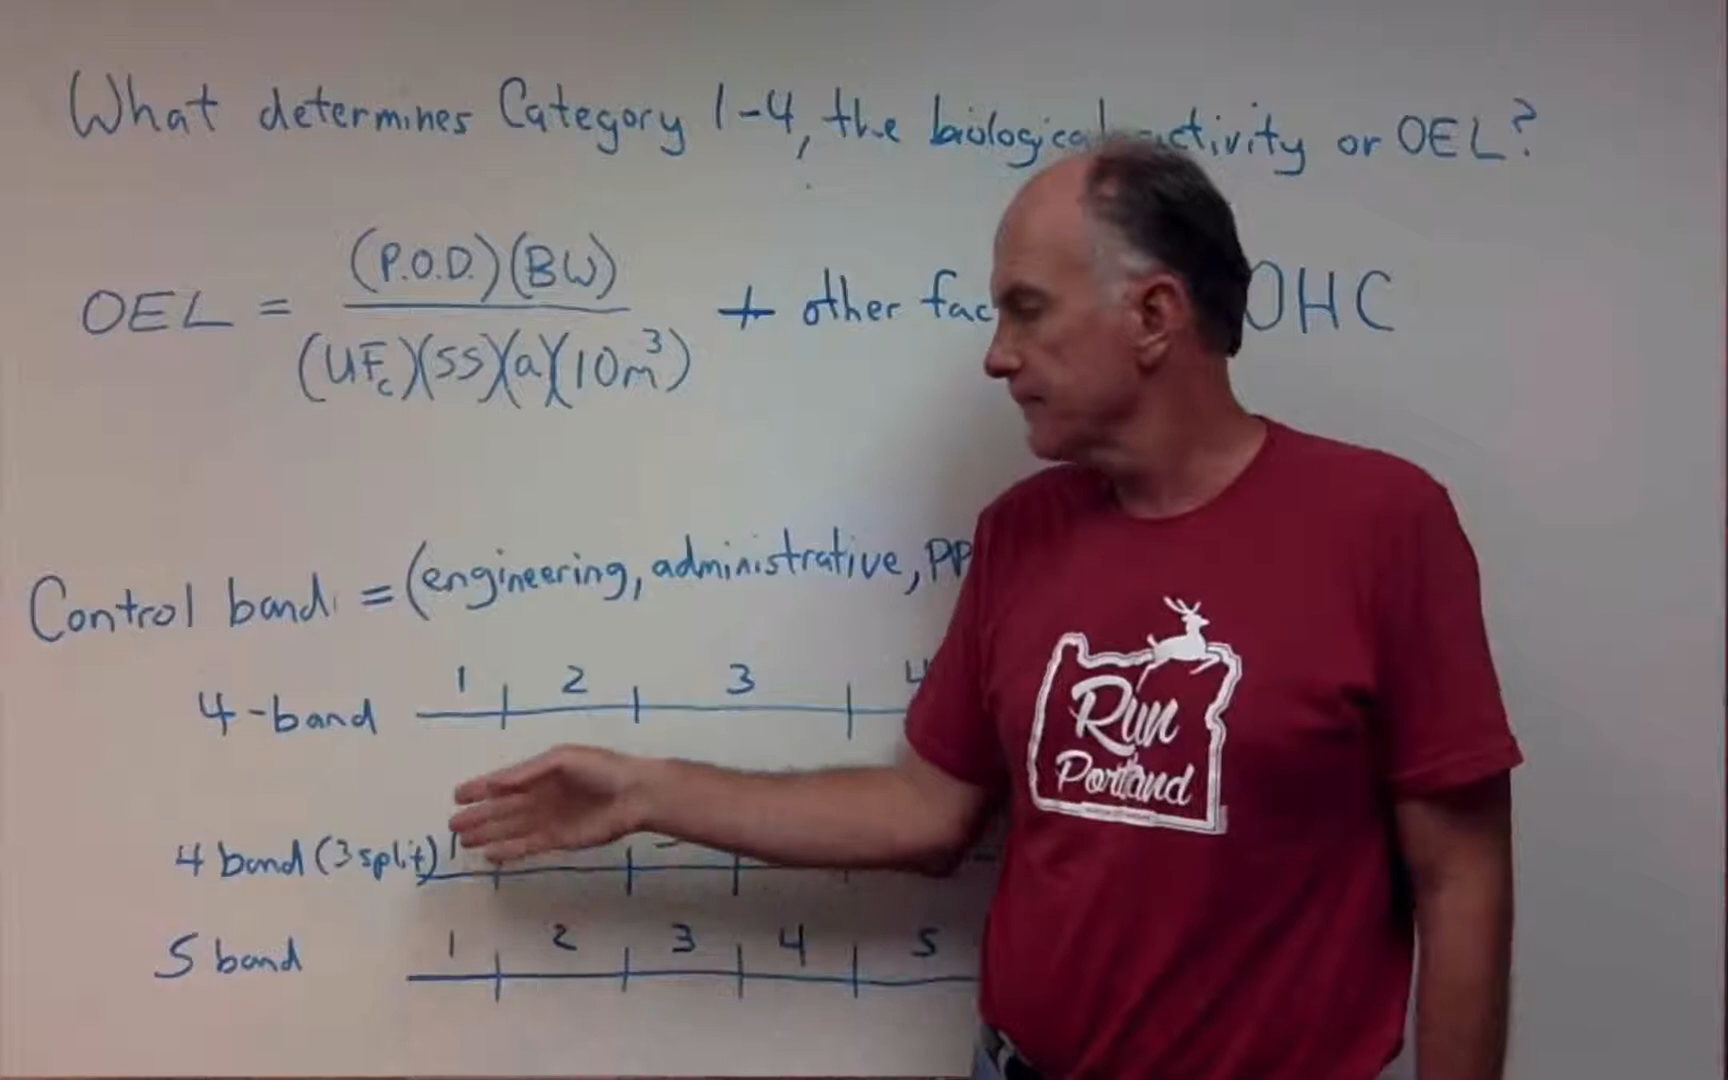 What determines Category 1-4, the biological activity or OEL?
OEL = (P.O.D.)(BW) + other fac OHC
(UFc)(SS)(a)(10m³)
Control band = (engineering, administrative, PP
4-band 1 2 3 4
4 band (3 split) 1
5 band 1 2 3 4 5
Run
Portland